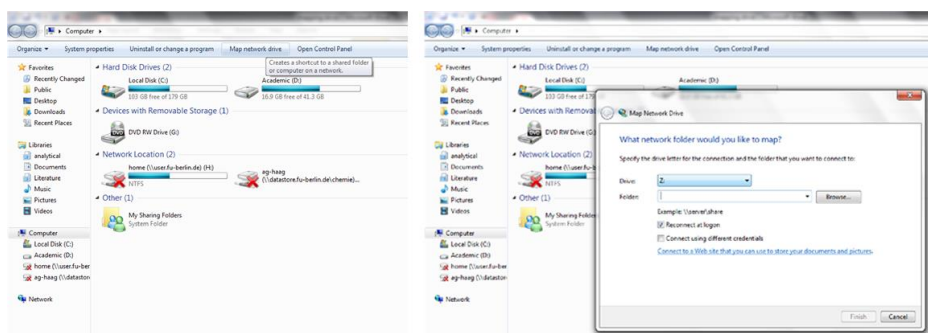 Computer
Organize System properties Uninstall or change a program Map network drive Open Control Panel
Creates a shortcut to a shared folder
or computer on a network.
Favorites
Recently Changed
Public
Desktop
Downloads
Recent Places
Libraries
analytical
Documents
Literature
Music
Pictures
Videos
Computer
Local Disk (C:)
Academic (D:)
home (\\user.fu-ber
ag-haag (\\datastor
Network
Hard Disk Drives (2)
Local Disk (C:)
Academic (D:)
193 GB free of 179 GB
16.9 GB free of 41.3 GB
Devices with Removable Storage (1)
DVD RW Drive (G:)
Network Location (2)
home (\\user.fu-berlin.de) (H:)
NTFS
ag-haag
(\\datastore.fu-berlin.de\chemie)...
Other (1)
My Sharing Folders
System Folder
Computer
Organize System properties Uninstall or change a program Map network drive Open Control Panel
Favorites
Recently Changed
Public
Desktop
Downloads
Recent Places
Libraries
analytical
Documents
Literature
Music
Pictures
Videos
Computer
Local Disk (C:)
Academic (D:)
home (\\user.fu-ber
ag-haag (\\datastor
Network
Hard Disk Drives (2)
Local Disk (C:)
Academic (D:)
Devices with Remova
DVD RW Drive (G:)
Network Location (2)
home (\\user.fu-b
NTFS
Other (1)
My Sharing Folders
System Folder
Map Network Drive
What network folder would you like to map?
Specify the drive letter for the connection and the folder that you want to connect to:
Drive: Z:
Folder: Browse...
Example: \\server\share
Reconnect at logon
Connect using different credentials
Connect to a Web site that you can use to store your documents and pictures.
Finish Cancel